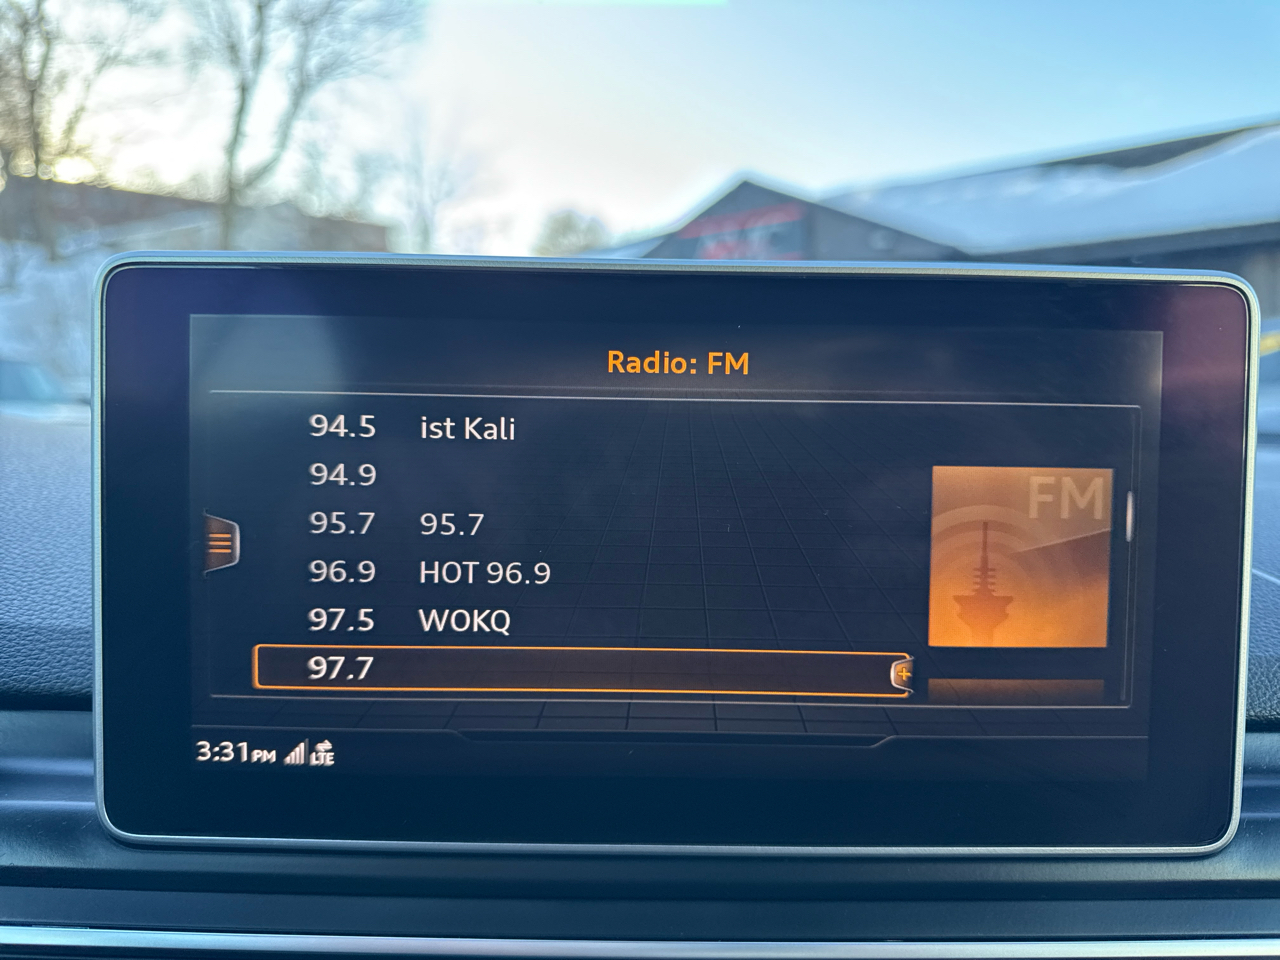 Radio: FM
94.5 ist Kali
94.9
95.7 95.7
96.9 HOT 96.9
97.5 WOKQ
97.7
FM
3:31PM LTE